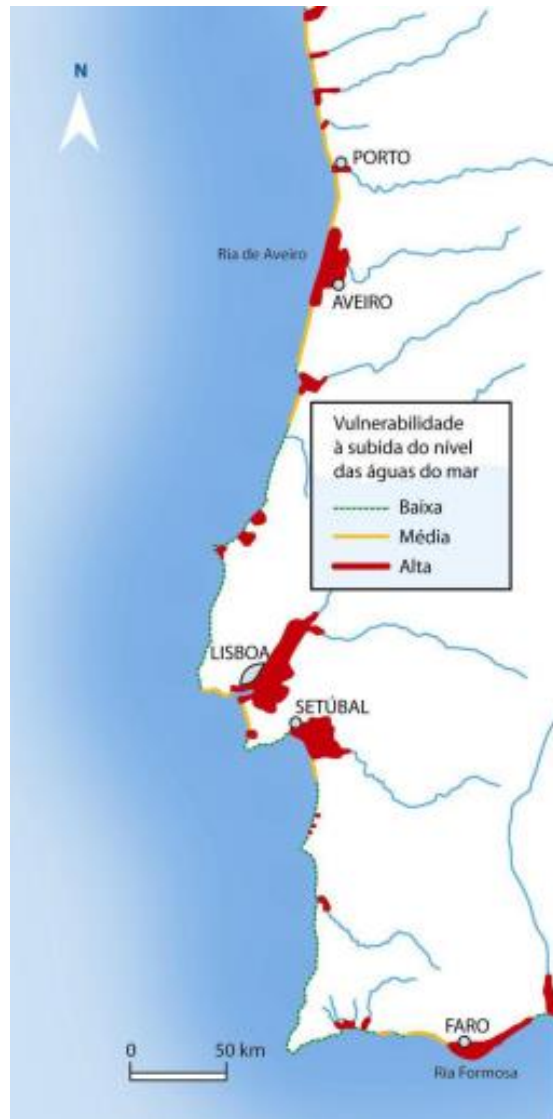 N
PORTO
Ria de Aveiro
AVEIRO
Vulnerabilidade
à subida do nível
das águas do mar
Baixa
Média
Alta
LISBOA
SETÚBAL
0 50 km
FARO
Ria Formosa